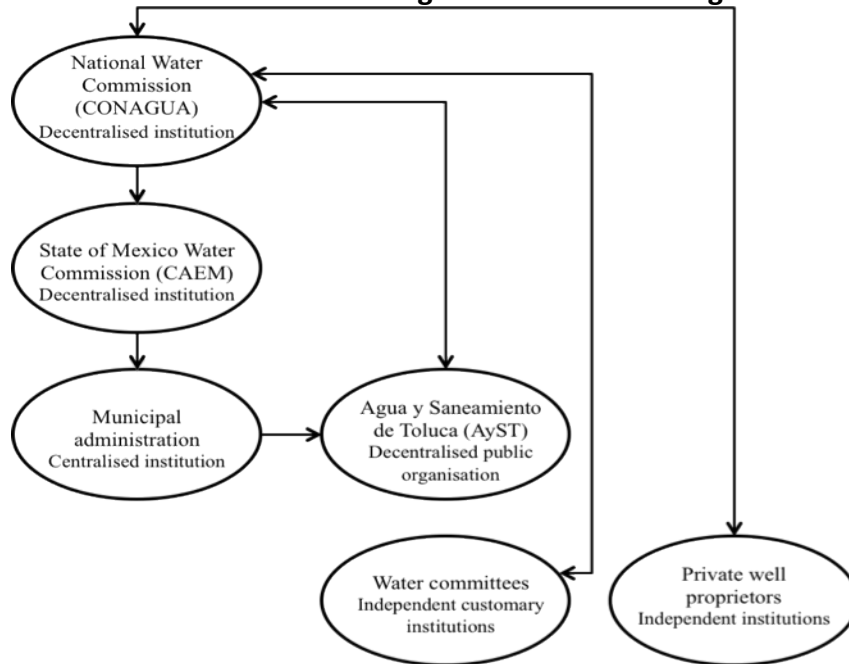 National Water
Commission
(CONAGUA)
Decentralised institution
State of Mexico Water
Commission (CAEM)
Decentralised institution
Municipal
administration
Centralised institution
Agua y Saneamiento
de Toluca (AyST)
Decentralised public
organisation
Water committees
Independent customary
institutions
Private well
proprietors
Independent institutions